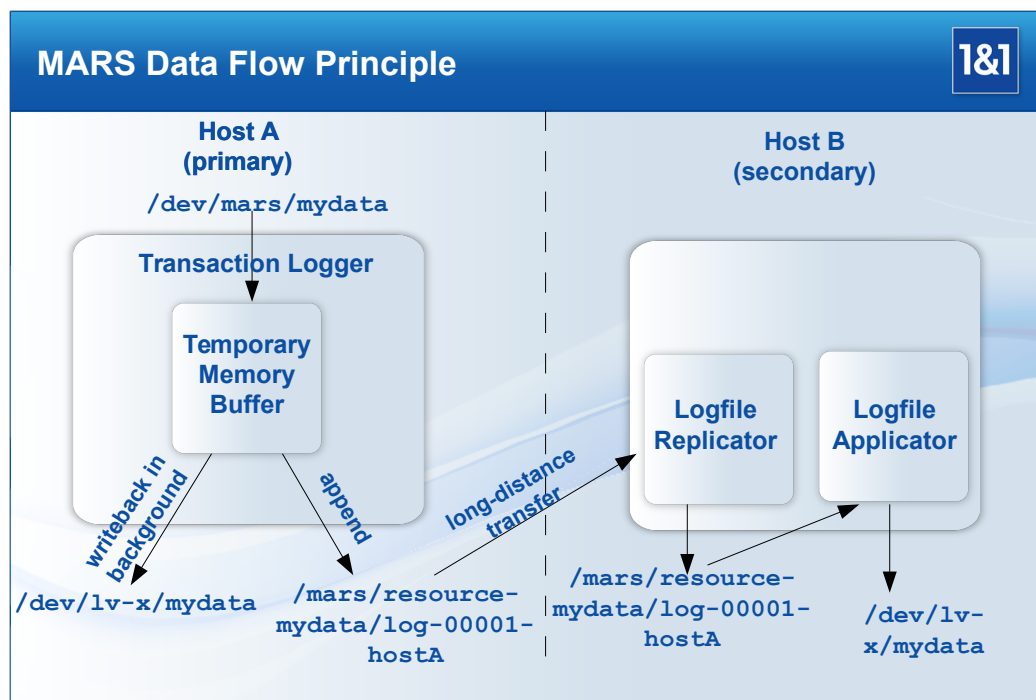 MARS Data Flow Principle
1&1
Host A
(primary)
/dev/mars/mydata
Transaction Logger
Temporary
Memory
Buffer
writeback in
background
append
/dev/lv-x/mydata
/mars/resource-
mydata/log-00001-
hostA
long-distance
transfer
Host B
(secondary)
Logfile
Replicator
Logfile
Applicator
/mars/resource-
mydata/log-00001-
hostA
/dev/lv-
x/mydata